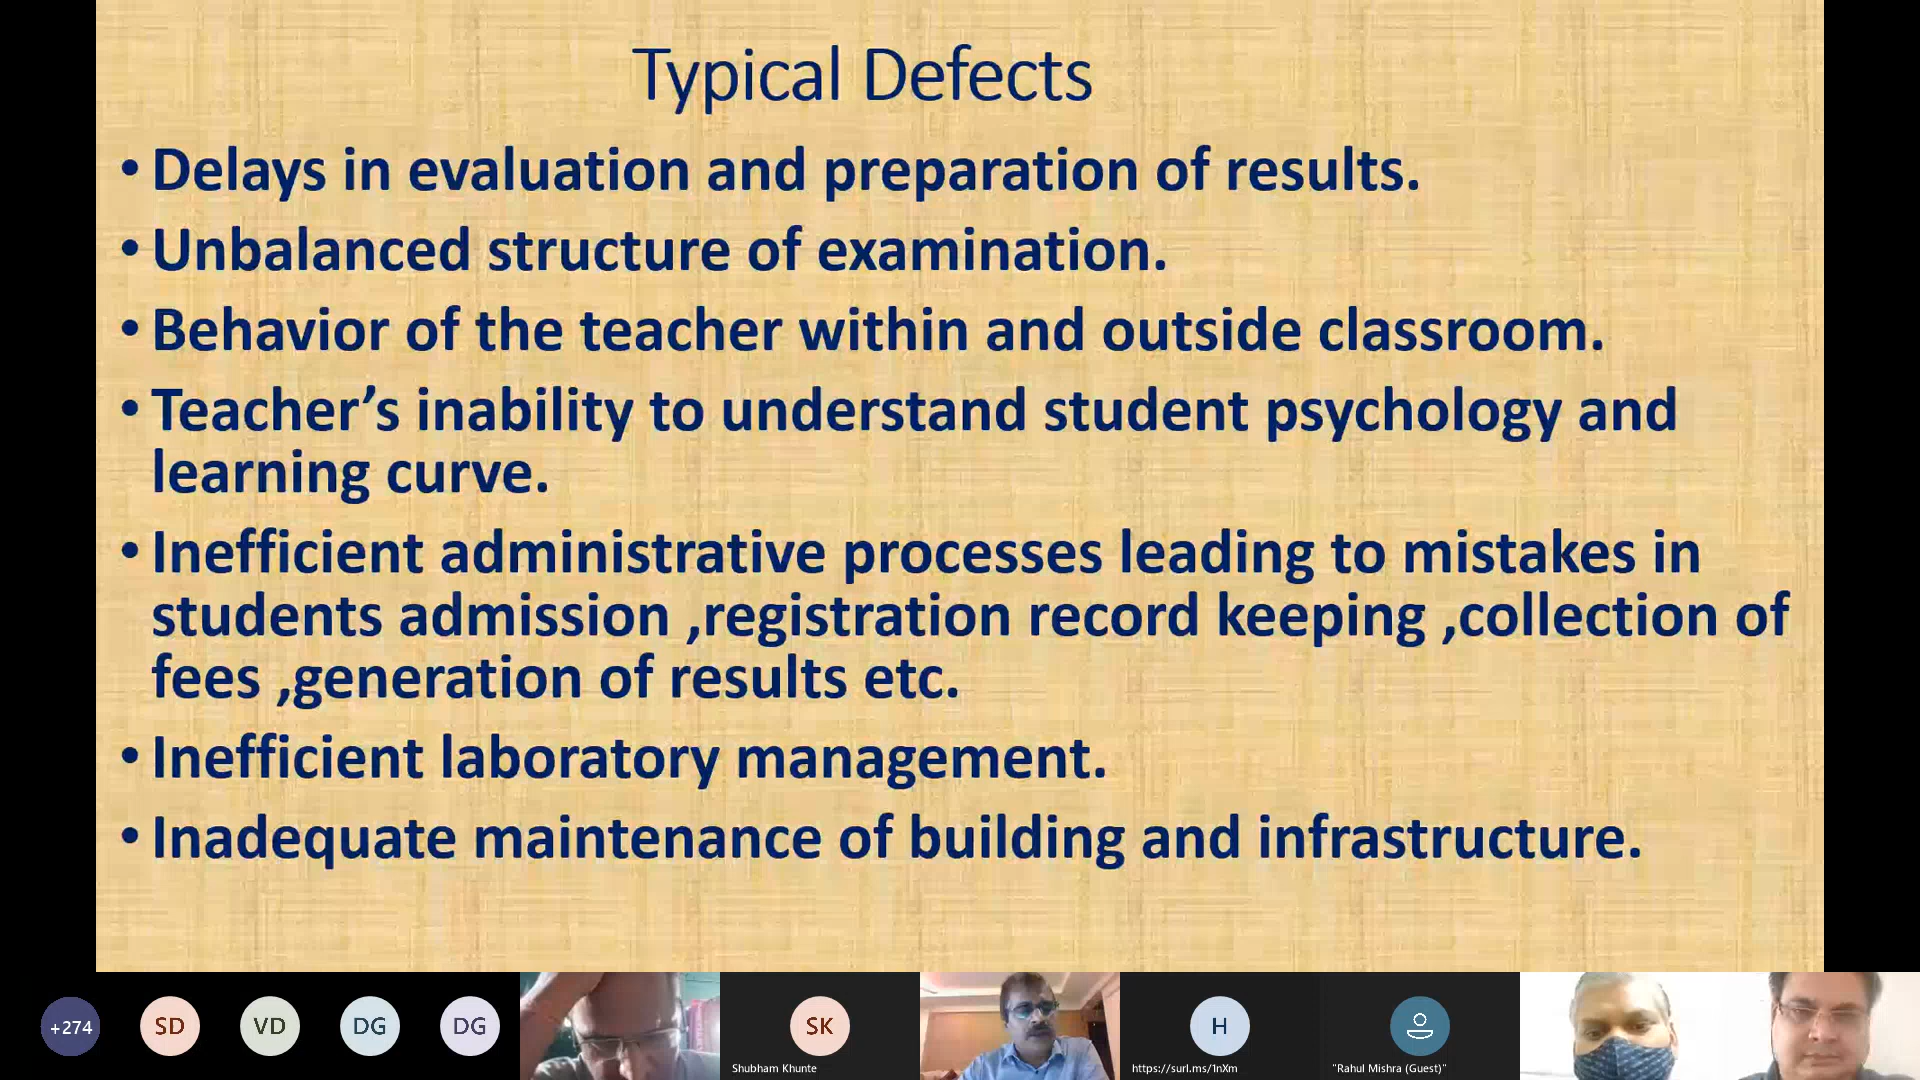 Typical Defects
• Delays in evaluation and preparation of results.
• Unbalanced structure of examination.
• Behavior of the teacher within and outside classroom.
• Teacher’s inability to understand student psychology and
learning curve.
• Inefficient administrative processes leading to mistakes in
students admission ,registration record keeping ,collection of
fees ,generation of results etc.
• Inefficient laboratory management.
• Inadequate maintenance of building and infrastructure.
+274
SD
VD
DG
DG
SK
Shubham Khunte
H
https://surl.ms/1nXm
"Rahul Mishra (Guest)"